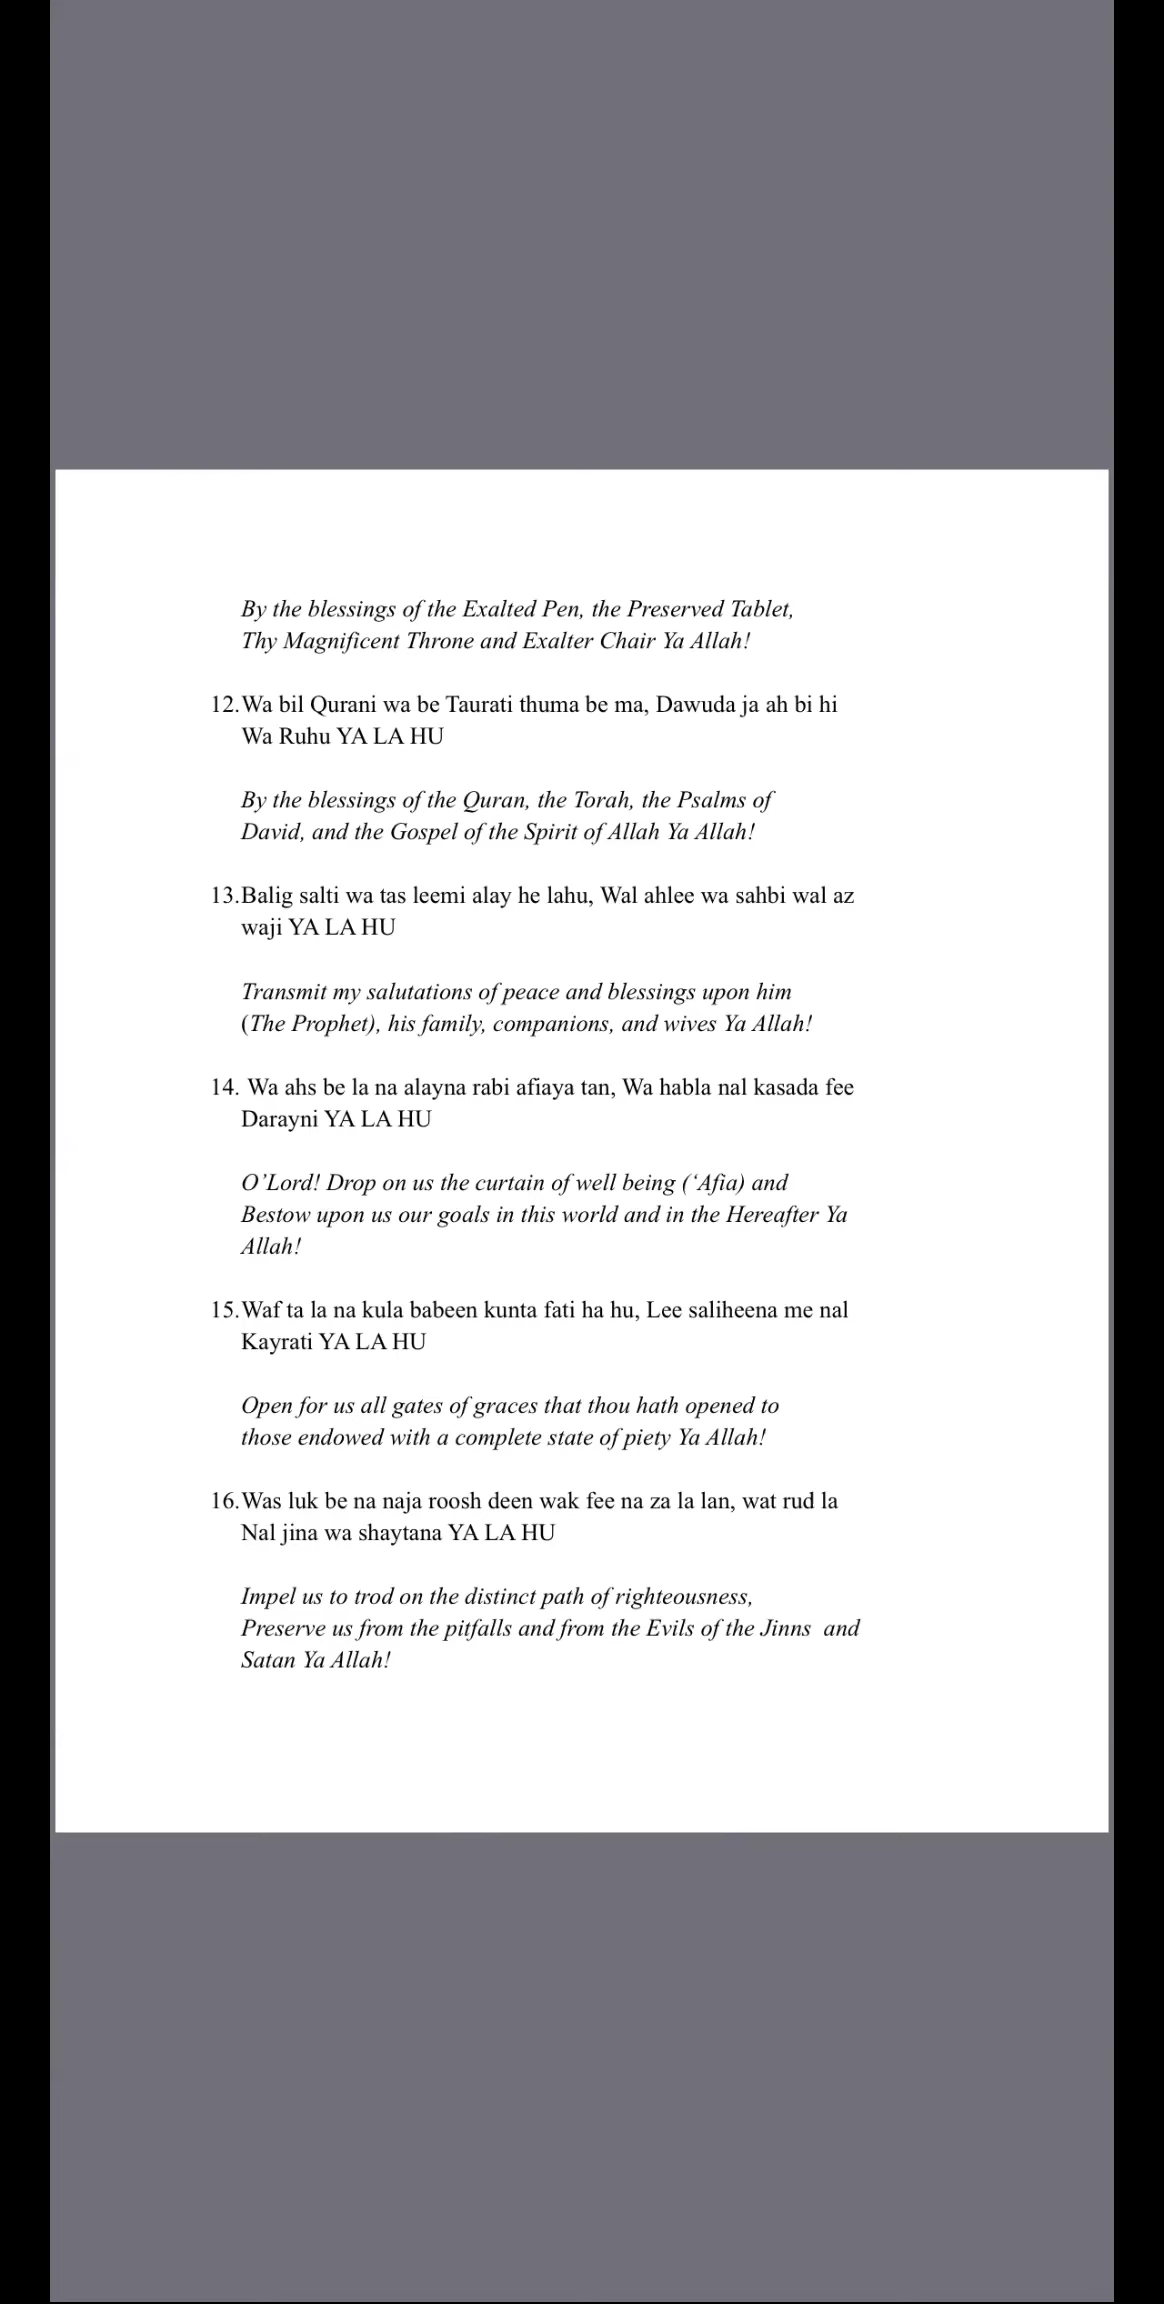 By the blessings of the Exalted Pen, the Preserved Tablet,
Thy Magnificent Throne and Exalter Chair Ya Allah!
12.Wa bil Qurani wa be Taurati thuma be ma, Dawuda ja ah bi hi
Wa Ruhu YA LA HU
By the blessings of the Quran, the Torah, the Psalms of
David, and the Gospel of the Spirit of Allah Ya Allah!
13.Balig salti wa tas leemi alay he lahu, Wal ahlee wa sahbi wal az
waji YA LA HU
Transmit my salutations of peace and blessings upon him
(The Prophet), his family, companions, and wives Ya Allah!
14. Wa ahs be la na alayna rabi afiaya tan, Wa habla nal kasada fee
Darayni YA LA HU
O’Lord! Drop on us the curtain of well being (‘Afia) and
Bestow upon us our goals in this world and in the Hereafter Ya
Allah!
15.Waf ta la na kula babeen kunta fati ha hu, Lee saliheena me nal
Kayrati YA LA HU
Open for us all gates of graces that thou hath opened to
those endowed with a complete state of piety Ya Allah!
16.Was luk be na naja roosh deen wak fee na za la lan, wat rud la
Nal jina wa shaytana YA LA HU
Impel us to trod on the distinct path of righteousness,
Preserve us from the pitfalls and from the Evils of the Jinns  and
Satan Ya Allah!